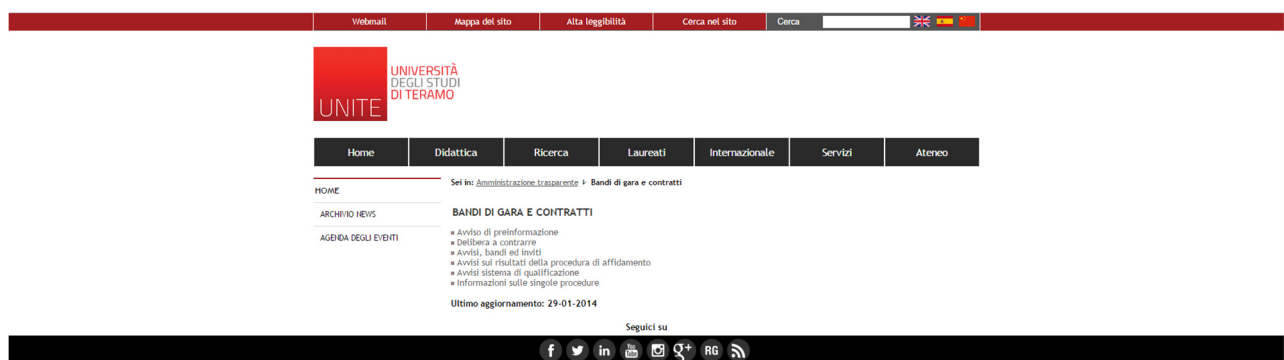 Webmail Mappa del sito Alta leggibilità Cerca nel sito Cerca
UNIVERSITÀ
DEGLI STUDI
DI TERAMO
UNITE
Home Didattica Ricerca Laureati Internazionale Servizi Ateneo
HOME
ARCHIVIO NEWS
AGENDA DEGLI EVENTI
Sei in: Amministrazione trasparente Bandi di gara e contratti
BANDI DI GARA E CONTRATTI
Avviso di preinformazione
Delibera a contrarre
Avvisi, bandi ed inviti
Avvisi sui risultati della procedura di affidamento
Avvisi sistema di qualificazione
Informazioni sulle singole procedure
Ultimo aggiornamento: 29-01-2014
Seguici su
f in You Tube g+ RG